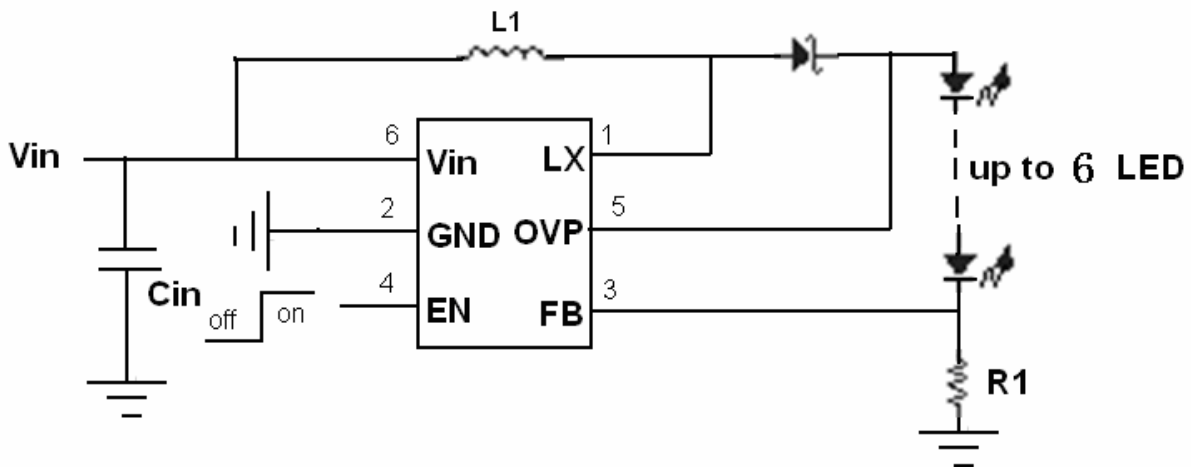 L1
Vin
6
Vin
LX
1
up to 6 LED
2
GND
OVP
5
Cin
off
on
4
EN
FB
3
R1